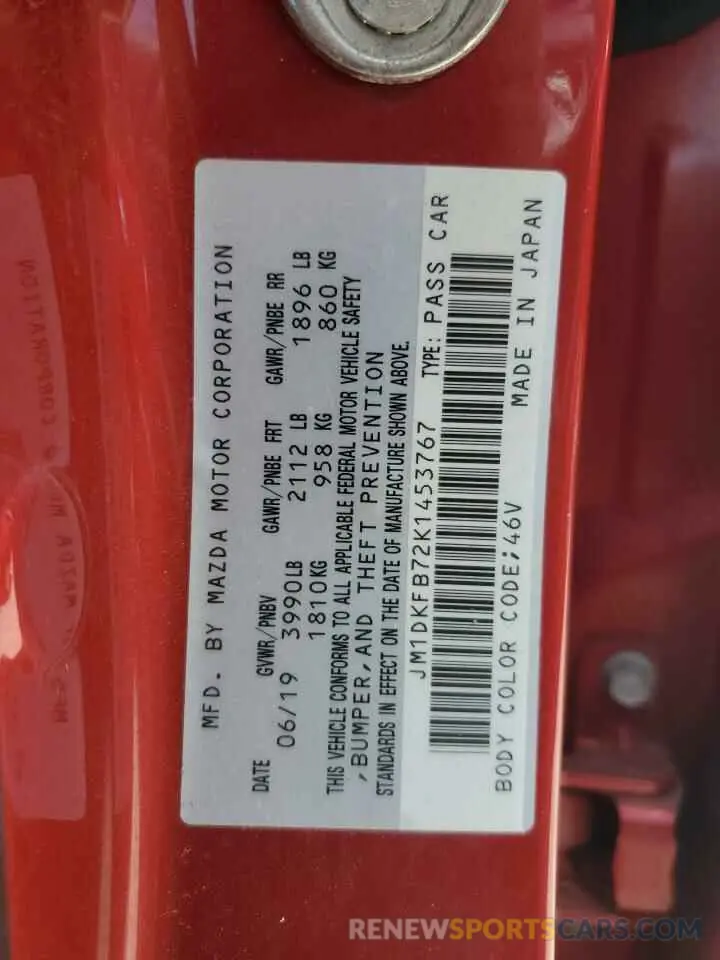 MFD. BY MAZDA MOTOR CORPORATION
DATE GVWR/PNBV GAWR/PNBE FRT GAWR/PNBE RR
06/19 3990LB 2112 LB 1896 LB
1810KG 958 KG 860 KG
THIS VEHICLE CONFORMS TO ALL APPLICABLE FEDERAL MOTOR VEHICLE SAFETY
,BUMPER,AND THEFT PREVENTION
STANDARDS IN EFFECT ON THE DATE OF MANUFACTURE SHOWN ABOVE.
JM1DKFB72K1453767 TYPE: PASS CAR
BODY COLOR CODE;46V MADE IN JAPAN
RENEWSPORTSCARS.COM